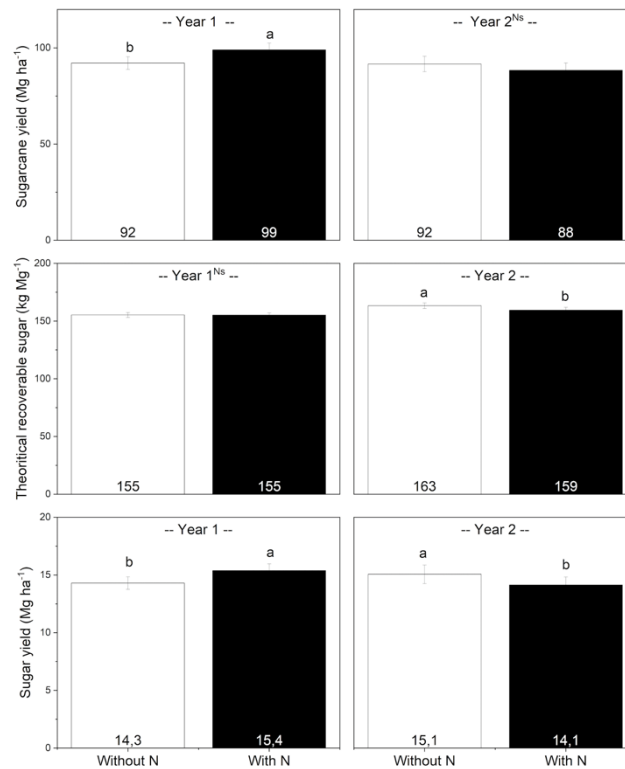 -- Year 1 --
-- Year 2ᴺˢ --
Sugarcane yield (Mg ha⁻¹)
100
50
0
b
a
92
99
92
88
-- Year 1ᴺˢ --
-- Year 2 --
Theoritical recoverable sugar (kg Mg⁻¹)
200
150
100
50
0
a
b
155
155
163
159
-- Year 1 --
-- Year 2 --
Sugar yield (Mg ha⁻¹)
20
15
10
5
0
b
a
a
b
14,3
15,4
15,1
14,1
Without N
With N
Without N
With N